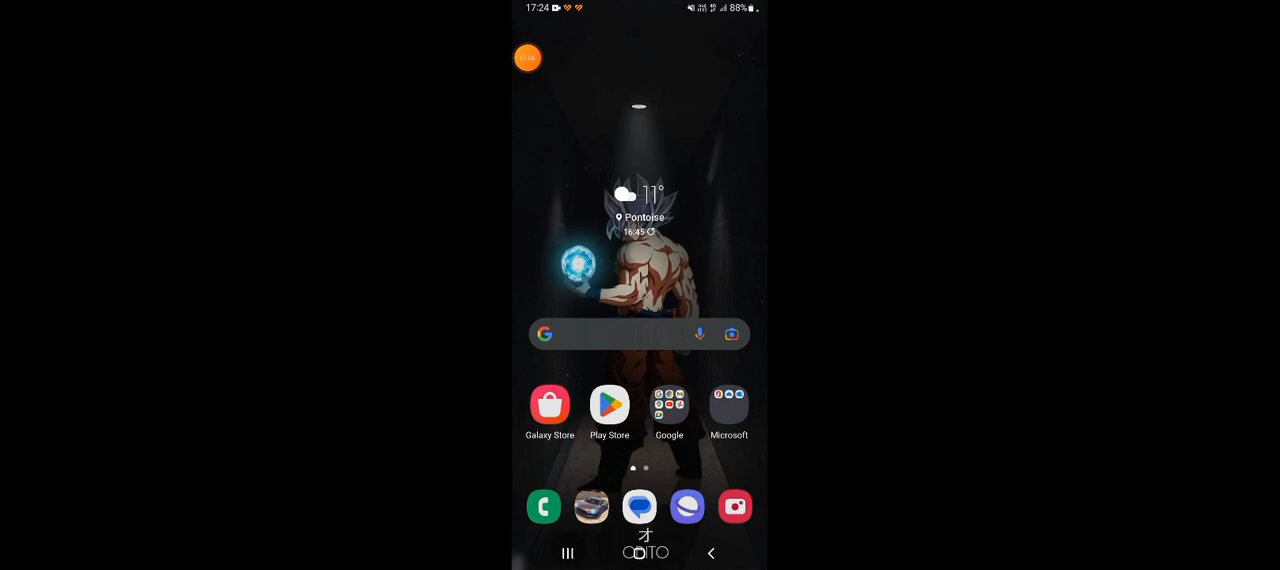 17:24
88%
11°
Pontoise
16:45
Galaxy Store
Play Store
Google
Microsoft
オ